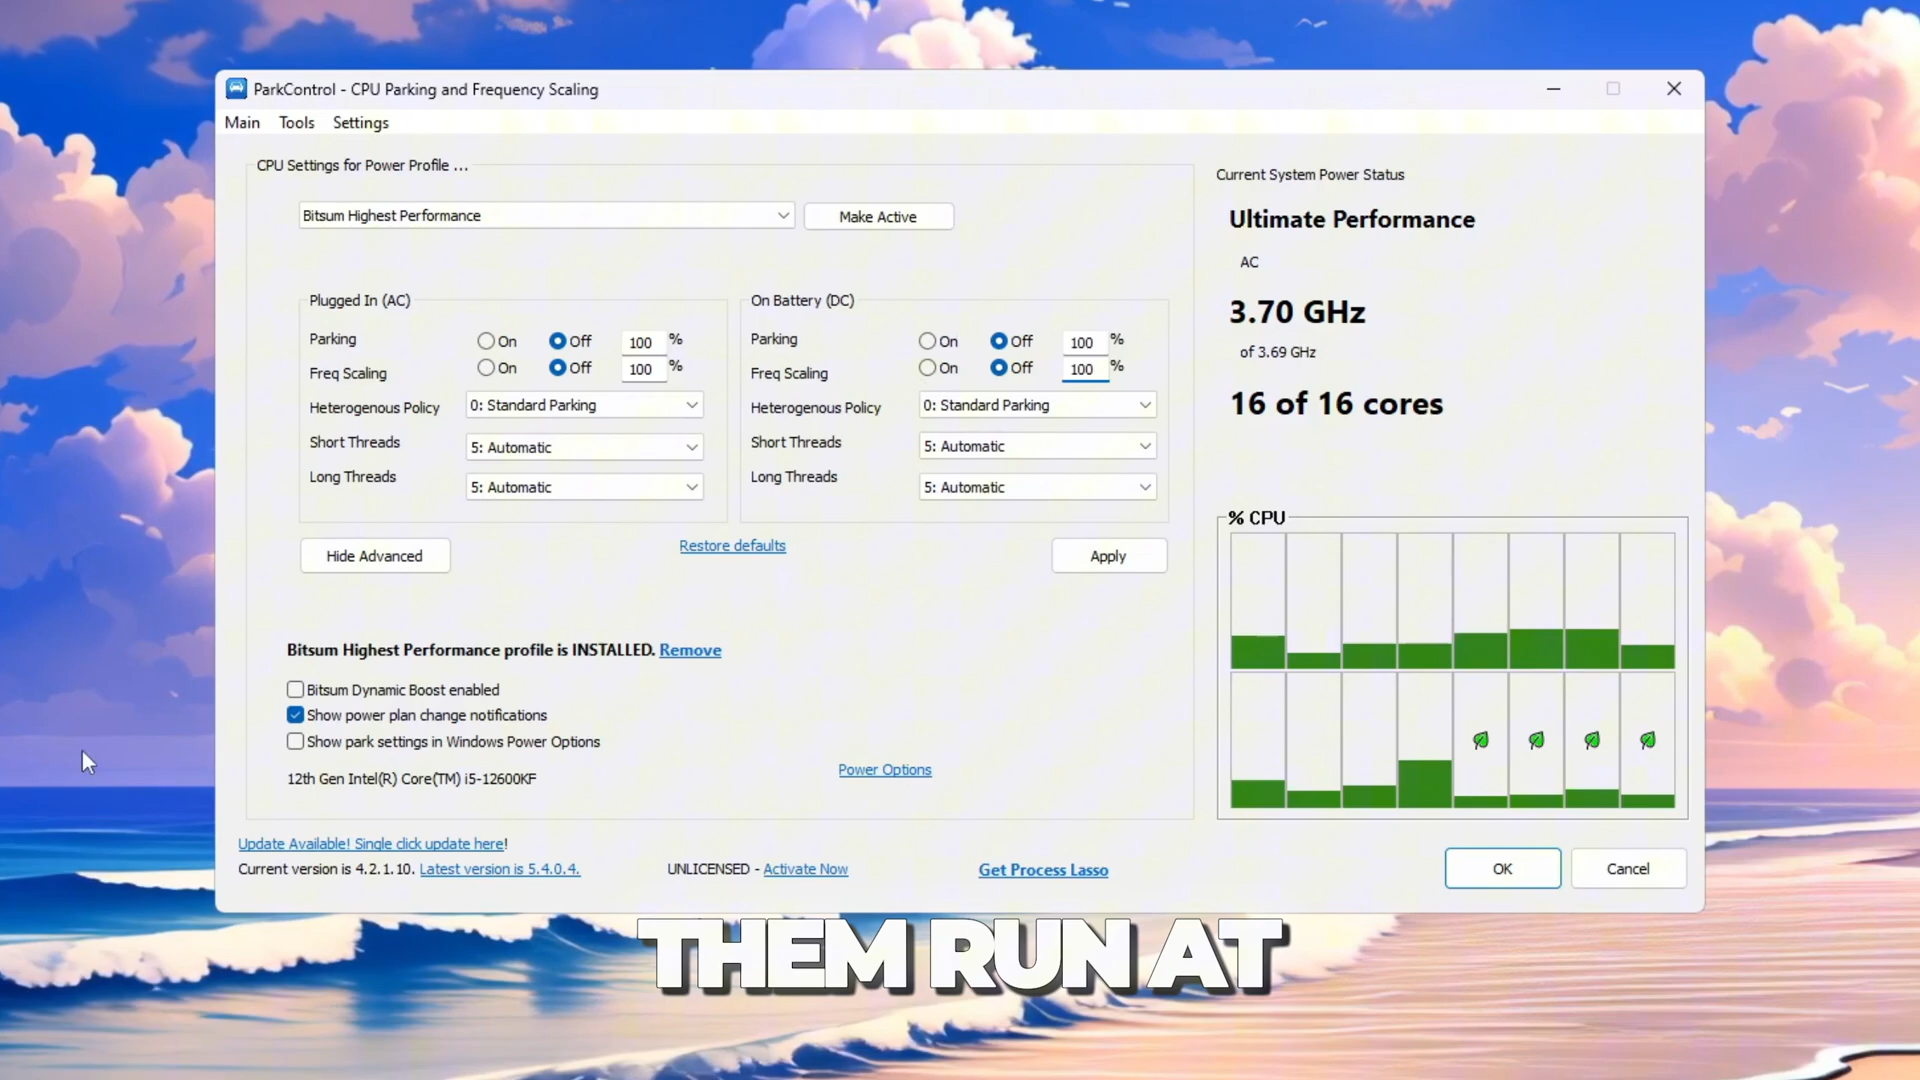 ParkControl - CPU Parking and Frequency Scaling
Main Tools Settings
CPU Settings for Power Profile ...
Bitsum Highest Performance
Make Active
Plugged In (AC)
Parking On Off 100 %
Freq Scaling On Off 100 %
Heterogenous Policy 0: Standard Parking
Short Threads 5: Automatic
Long Threads 5: Automatic
On Battery (DC)
Parking On Off 100 %
Freq Scaling On Off 100 %
Heterogenous Policy 0: Standard Parking
Short Threads 5: Automatic
Long Threads 5: Automatic
Hide Advanced
Restore defaults
Apply
Bitsum Highest Performance profile is INSTALLED. Remove
Bitsum Dynamic Boost enabled
Show power plan change notifications
Show park settings in Windows Power Options
12th Gen Intel(R) Core(TM) i5-12600KF
Power Options
Current System Power Status
Ultimate Performance
AC
3.70 GHz
of 3.69 GHz
16 of 16 cores
% CPU
Update Available! Single click update here!
Current version is 4.2.1.10. Latest version is 5.4.0.4.
UNLICENSED - Activate Now
Get Process Lasso
OK
Cancel
THEM RUN AT